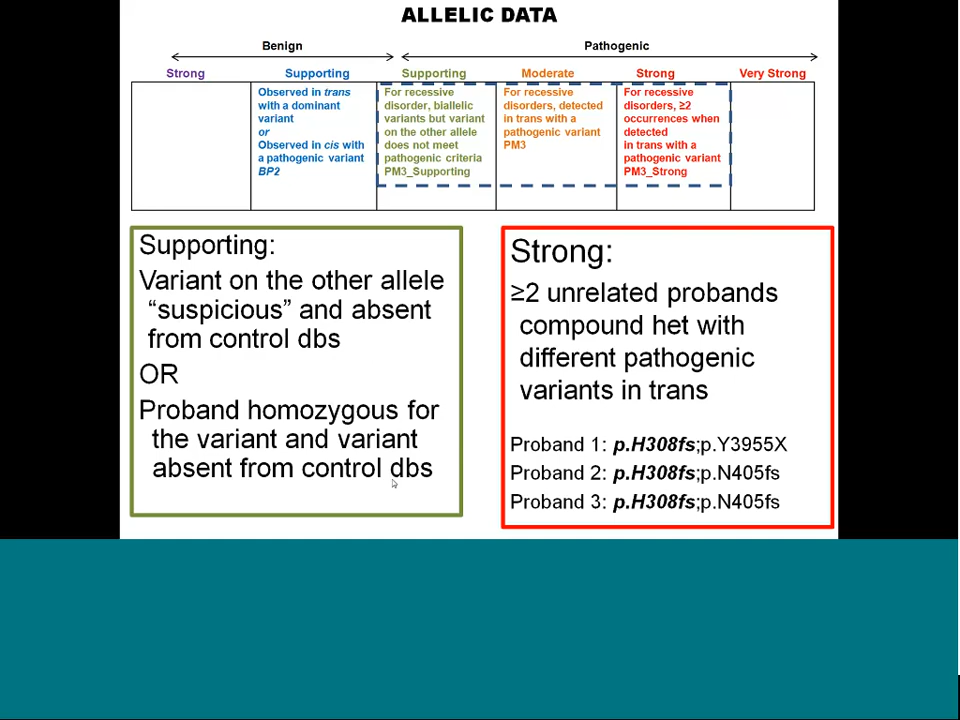 ALLELIC DATA
Benign
Pathogenic
Strong
Supporting
Supporting
Moderate
Strong
Very Strong
Observed in trans
with a dominant
variant
or
Observed in cis with
a pathogenic variant
BP2
For recessive
disorder, biallelic
variants but variant
on the other allele
does not meet
pathogenic criteria
PM3_Supporting
For recessive
disorders, detected
in trans with a
pathogenic variant
PM3
For recessive
disorders, ≥2
occurrences when
detected
in trans with a
pathogenic variant
PM3_Strong
Supporting:
Variant on the other allele
“suspicious” and absent
from control dbs
OR
Proband homozygous for
the variant and variant
absent from control dbs
Strong:
≥2 unrelated probands
compound het with
different pathogenic
variants in trans
Proband 1: p.H308fs;p.Y3955X
Proband 2: p.H308fs;p.N405fs
Proband 3: p.H308fs;p.N405fs